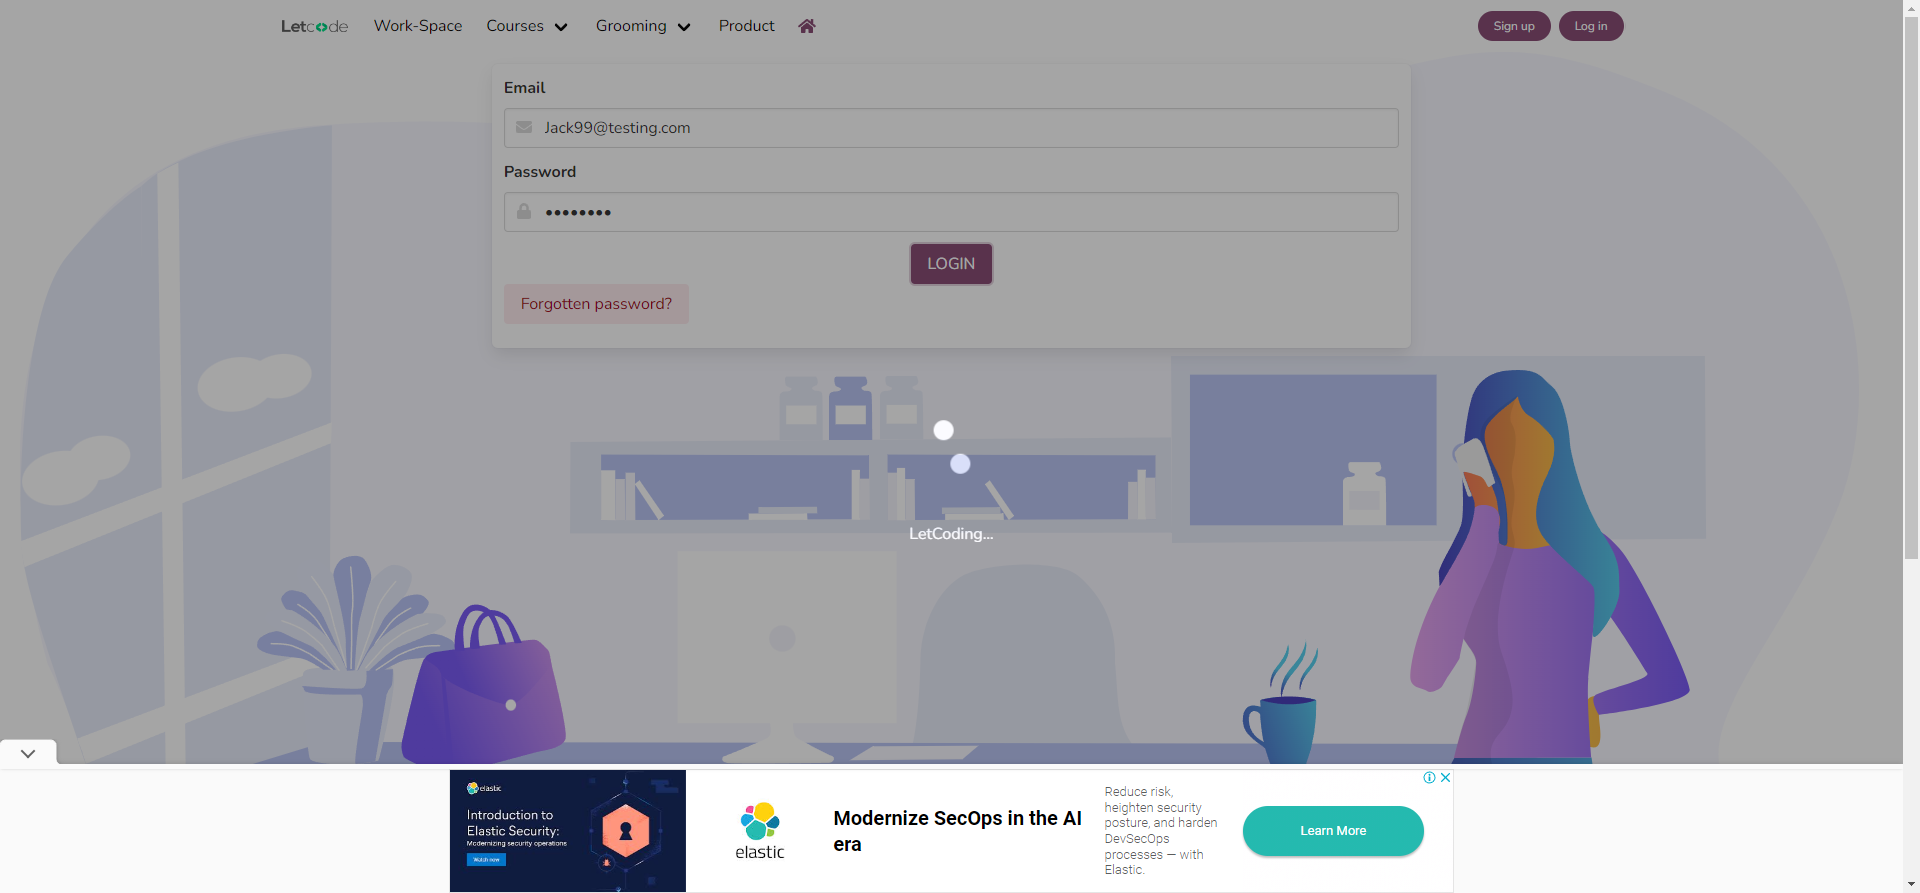 Letcode Work-Space Courses Grooming Product Sign up Log in
Email
Jack99@testing.com
Password
••••••••
LOGIN
Forgotten password?
LetCoding...
elastic
Introduction to
Elastic Security:
Modernizing security operations
Watch now
elastic
Modernize SecOps in the AI
era
Reduce risk,
heighten security
posture, and harden
DevSecOps
processes — with
Elastic.
Learn More